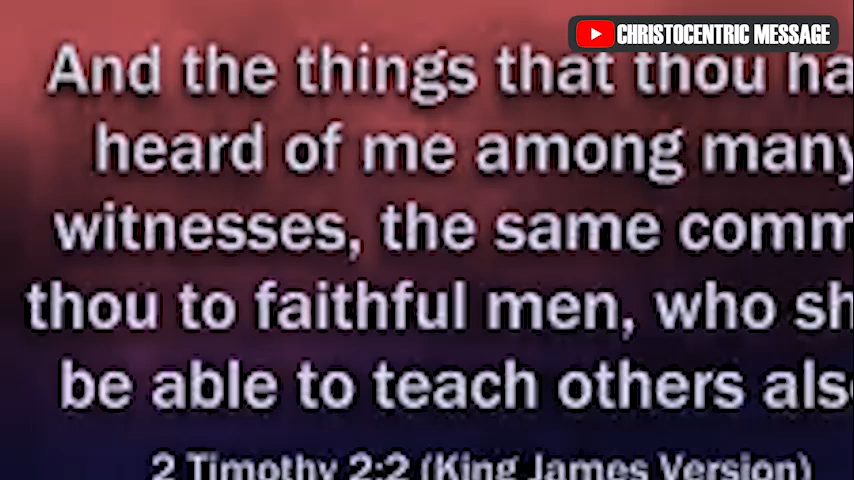 CHRISTOCENTRIC MESSAGE
And the things that thou ha
heard of me among many
witnesses, the same comm
thou to faithful men, who sh
be able to teach others als
2 Timothy 2:2 (King James Version)